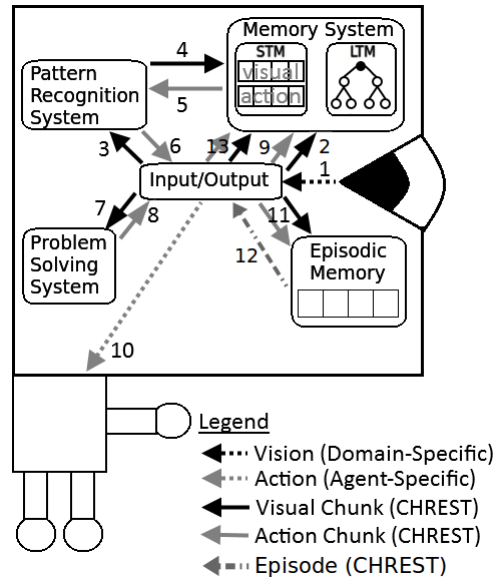 Memory System
STM
LTM
visual
action
4
Pattern
Recognition
System
5
3
6
13
9
2
1
Input/Output
7
8
11
12
Problem
Solving
System
Episodic
Memory
10
Legend
Vision (Domain-Specific)
Action (Agent-Specific)
Visual Chunk (CHREST)
Action Chunk (CHREST)
Episode (CHREST)